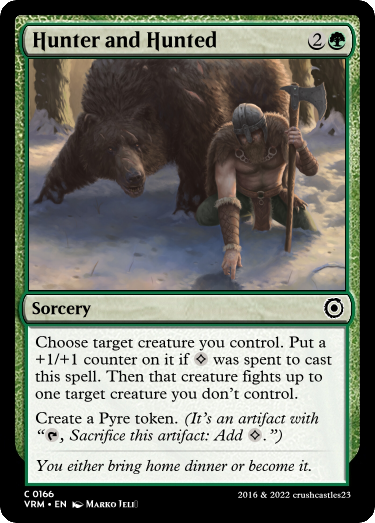 Hunter and Hunted 2
Sorcery
Choose target creature you control. Put a
+1/+1 counter on it if was spent to cast
this spell. Then that creature fights up to
one target creature you don't control.
Create a Pyre token. (It's an artifact with
“, Sacrifice this artifact: Add .”)
You either bring home dinner or become it.
C 0166
VRM • EN Marko Jeli
2016 & 2022 crushcastles23